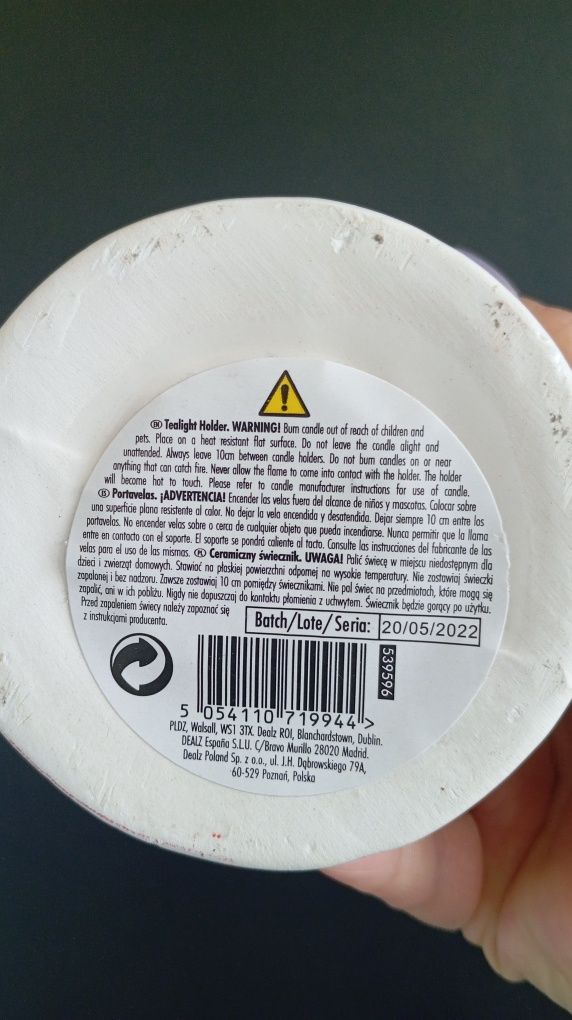 EN Tealight Holder. WARNING! Burn candle out of reach of children and
pets. Place on a heat resistant flat surface. Do not leave the candle alight and
unattended. Always leave 10cm between candle holders. Do not burn candles on or near
anything that can catch fire. Never allow the flame to come into contact with the holder. The holder
will become hot to touch. Please refer to candle manufacturer instructions for use of candle.
ES Portavelas. ¡ADVERTENCIA! Encender las velas fuera del alcance de niños y mascotas. Colocar sobre
una superficie plana resistente al calor. No dejar la vela encendida y desatendida. Dejar siempre 10 cm entre los
portavelas. No encender velas sobre o cerca de cualquier objeto que pueda incendiarse. Nunca permitir que la llama
entre en contacto con el soporte. El soporte se pondrá caliente al tacto. Consulte las instrucciones del fabricante de las
velas para el uso de las mismas. PL Ceramiczny świecznik. UWAGA! Palić świecę w miejscu niedostępnym dla
dzieci i zwierząt domowych. Stawiać na płaskiej powierzchni odpornej na wysokie temperatury. Nie zostawiaj świeczki
zapalonej i bez nadzoru. Zawsze zostawiaj 10 cm pomiędzy świecznikami. Nie pal świec na przedmiotach, które mogą się
zapalić, ani w ich pobliżu. Nigdy nie dopuszczaj do kontaktu płomienia z uchwytem. Świecznik będzie gorący po użytku.
Przed zapaleniem świecy należy zapoznać się
z instrukcjami producenta.
Batch/Lote/Seria: 20/05/2022
539596
5 054110 719944 >
PLDZ, Walsall, WS1 3TX. Dealz ROI, Blanchardstown, Dublin.
DEALZ España S.L.U. C/Bravo Murillo 28020 Madrid.
Dealz Poland Sp. z o.o., ul. J.H. Dąbrowskiego 79A,
60-529 Poznań, Polska